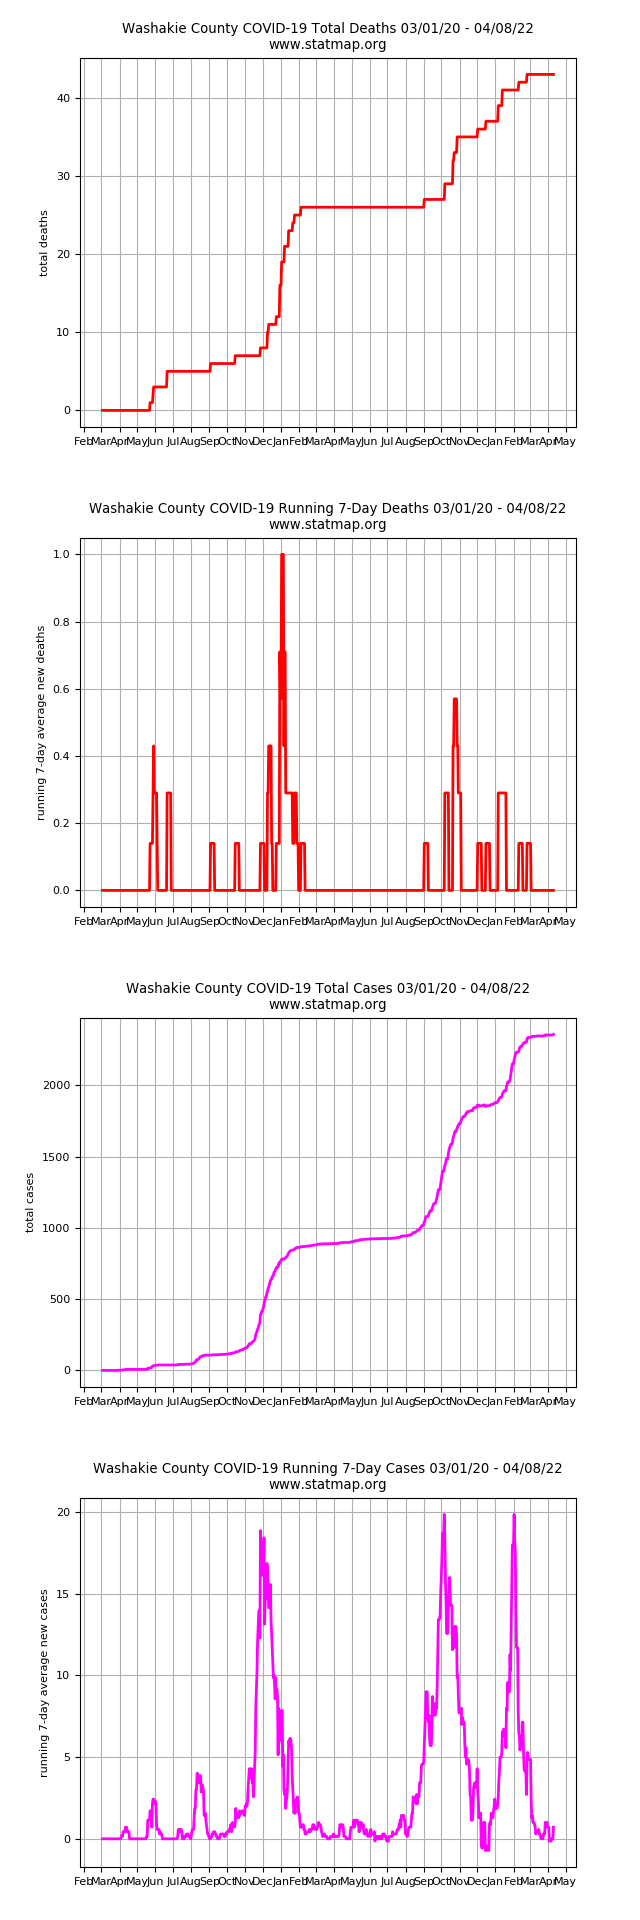 Washakie County COVID-19 Total Deaths 03/01/20 - 04/08/22
www.statmap.org
40
30
20
10
0
total deaths
Feb Mar Apr May Jun Jul Aug Sep Oct Nov Dec Jan Feb Mar Apr May Jun Jul Aug Sep Oct Nov Dec Jan Feb Mar Apr May
Washakie County COVID-19 Running 7-Day Deaths 03/01/20 - 04/08/22
www.statmap.org
1.0
0.8
0.6
0.4
0.2
0.0
running 7-day average new deaths
Feb Mar Apr May Jun Jul Aug Sep Oct Nov Dec Jan Feb Mar Apr May Jun Jul Aug Sep Oct Nov Dec Jan Feb Mar Apr May
Washakie County COVID-19 Total Cases 03/01/20 - 04/08/22
www.statmap.org
2000
1500
1000
500
0
total cases
Feb Mar Apr May Jun Jul Aug Sep Oct Nov Dec Jan Feb Mar Apr May Jun Jul Aug Sep Oct Nov Dec Jan Feb Mar Apr May
Washakie County COVID-19 Running 7-Day Cases 03/01/20 - 04/08/22
www.statmap.org
20
15
10
5
0
running 7-day average new cases
Feb Mar Apr May Jun Jul Aug Sep Oct Nov Dec Jan Feb Mar Apr May Jun Jul Aug Sep Oct Nov Dec Jan Feb Mar Apr May